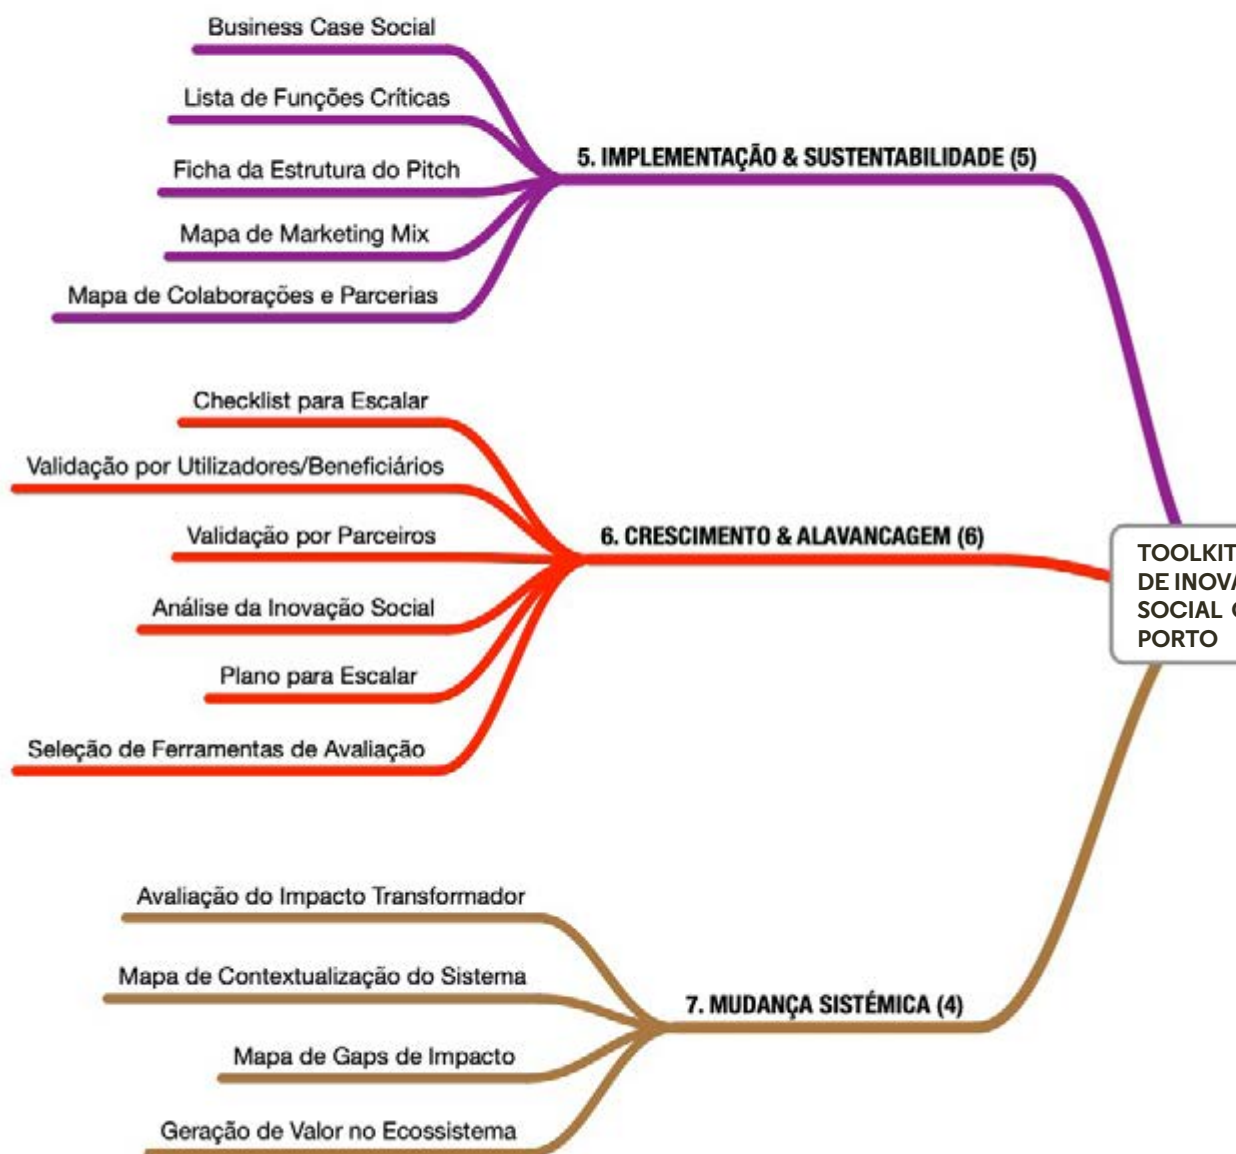 Business Case Social
Lista de Funções Críticas
Ficha da Estrutura do Pitch
Mapa de Marketing Mix
Mapa de Colaborações e Parcerias
5. IMPLEMENTAÇÃO & SUSTENTABILIDADE (5)
Checklist para Escalar
Validação por Utilizadores/Beneficiários
Validação por Parceiros
Análise da Inovação Social
Plano para Escalar
Seleção de Ferramentas de Avaliação
6. CRESCIMENTO & ALAVANCAGEM (6)
TOOLKIT
DE
SOCIAL
PORTO
Avaliação do Impacto Transformador
Mapa de Contextualização do Sistema
Mapa de Gaps de Impacto
Geração de Valor no Ecossistema
7. MUDANÇA SISTÉMICA (4)